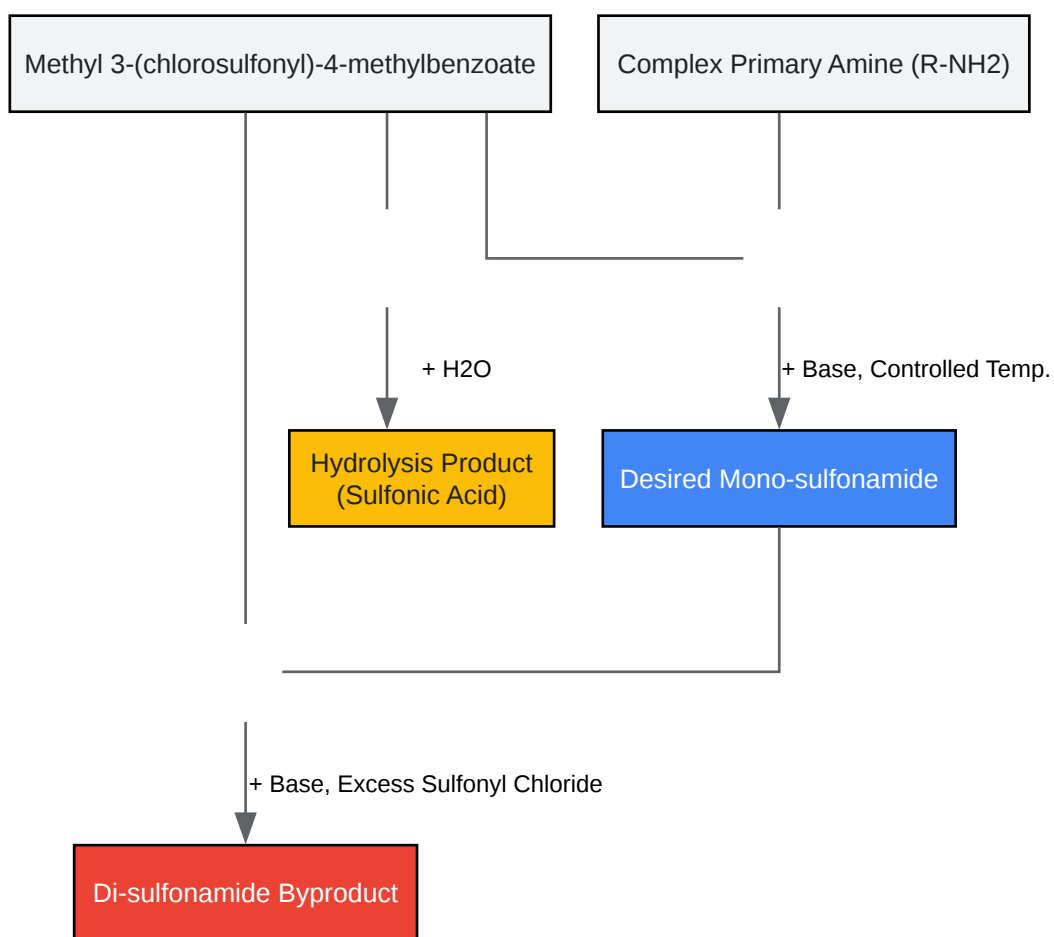 Methyl 3-(chlorosulfonyl)-4-methylbenzoate
Complex Primary Amine (R-NH2)
+ H2O
+ Base, Controlled Temp.
Hydrolysis Product
(Sulfonic Acid)
Desired Mono-sulfonamide
+ Base, Excess Sulfonyl Chloride
Di-sulfonamide Byproduct